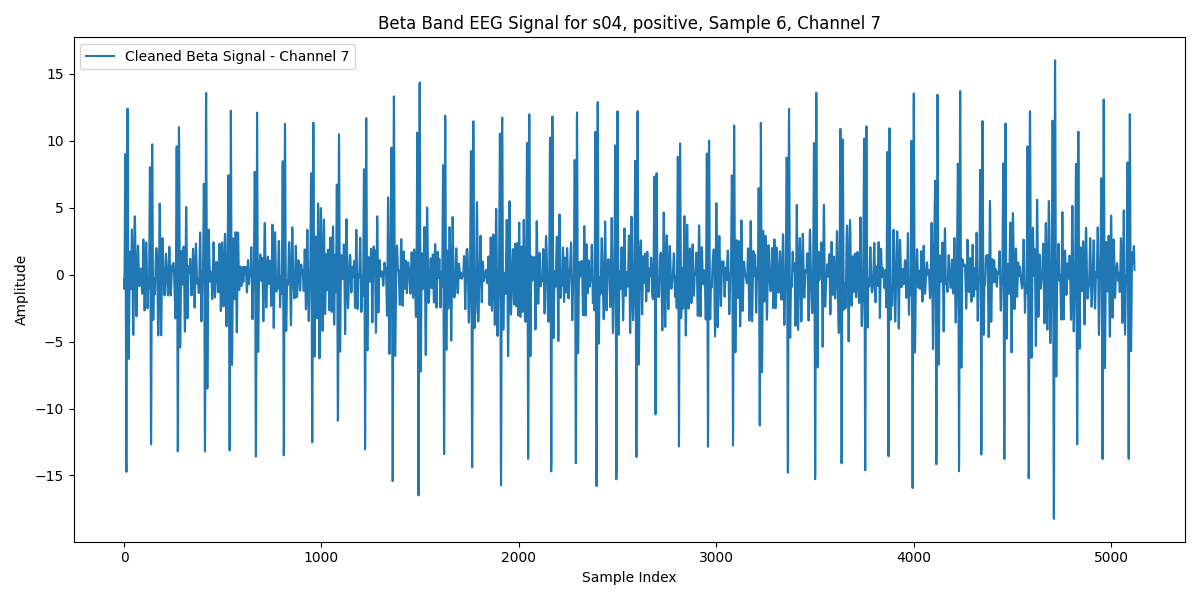 Beta Band EEG Signal for s04, positive, Sample 6, Channel 7
Cleaned Beta Signal - Channel 7
15
10
5
0
−5
−10
−15
Amplitude
0 1000 2000 3000 4000 5000
Sample Index